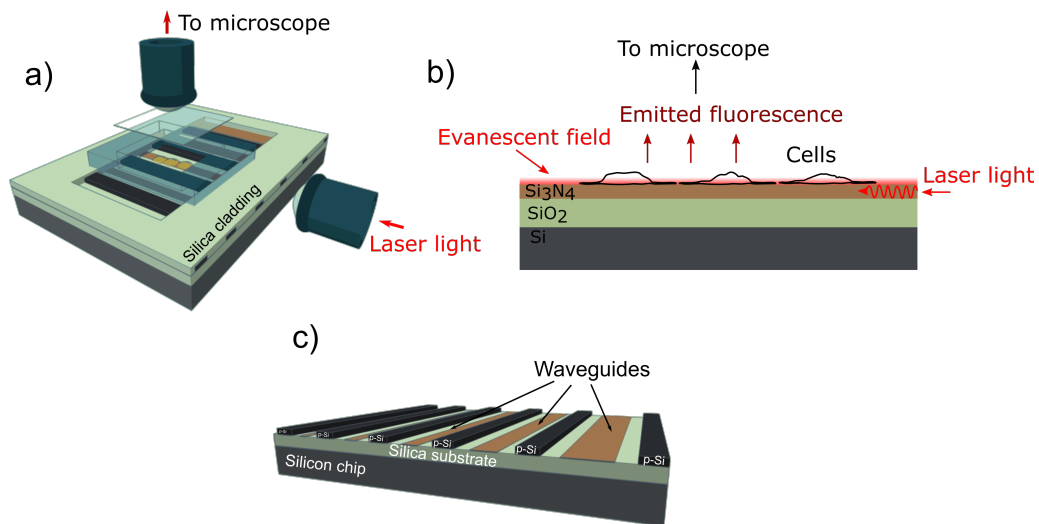 a)
To microscope
Silica cladding
Laser light
b)
To microscope
Emitted fluorescence
Evanescent field
Cells
Laser light
Si3N4
SiO2
Si
c)
Waveguides
p-Si
p-Si
p-Si
p-Si
p-Si
p-Si
Silica substrate
Silicon chip